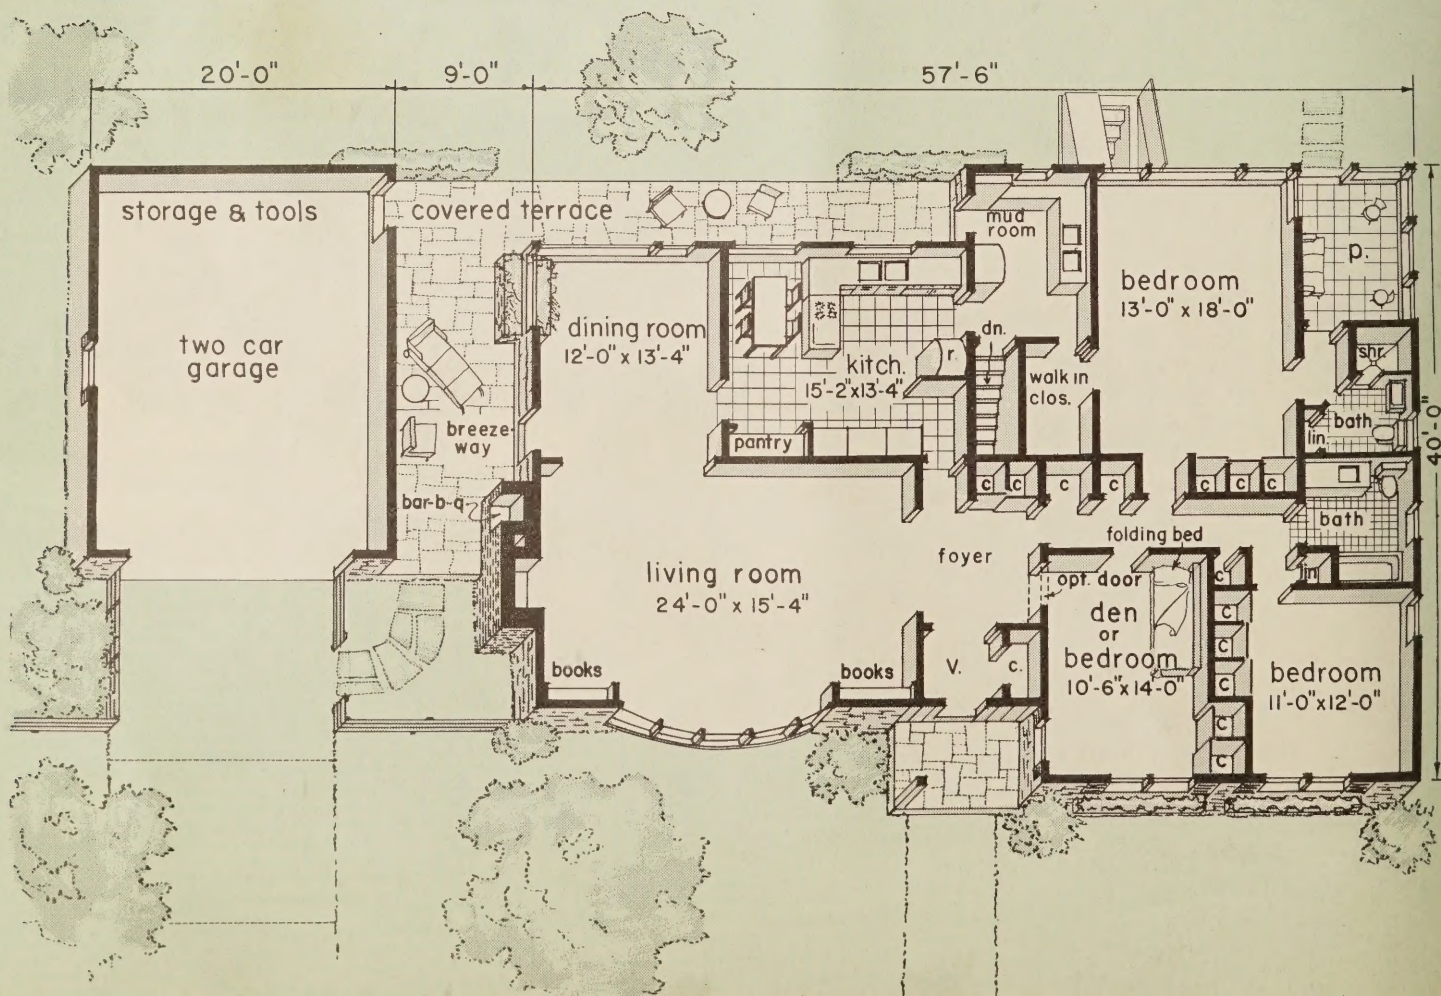 20'-0"
9'-0"
57'-6"
storage & tools
covered terrace
mud
room
bedroom
13'-0" x 18'-0"
p.
two car
garage
dining room
12'-0" x 13'-4"
kitch.
15'-2"x13'-4"
r.
dn.
walk in
clos.
shr.
bath
lin
40'-0"
breeze-
way
pantry
bar-b-q
c
c
c
c
c
c
c
bath
lin
folding bed
foyer
opt. door
living room
24'-0" x 15'-4"
den
or
bedroom
10'-6"x14'-0"
c
c
c
c
c
c
bedroom
11'-0"x12'-0"
books
books
V.
c.